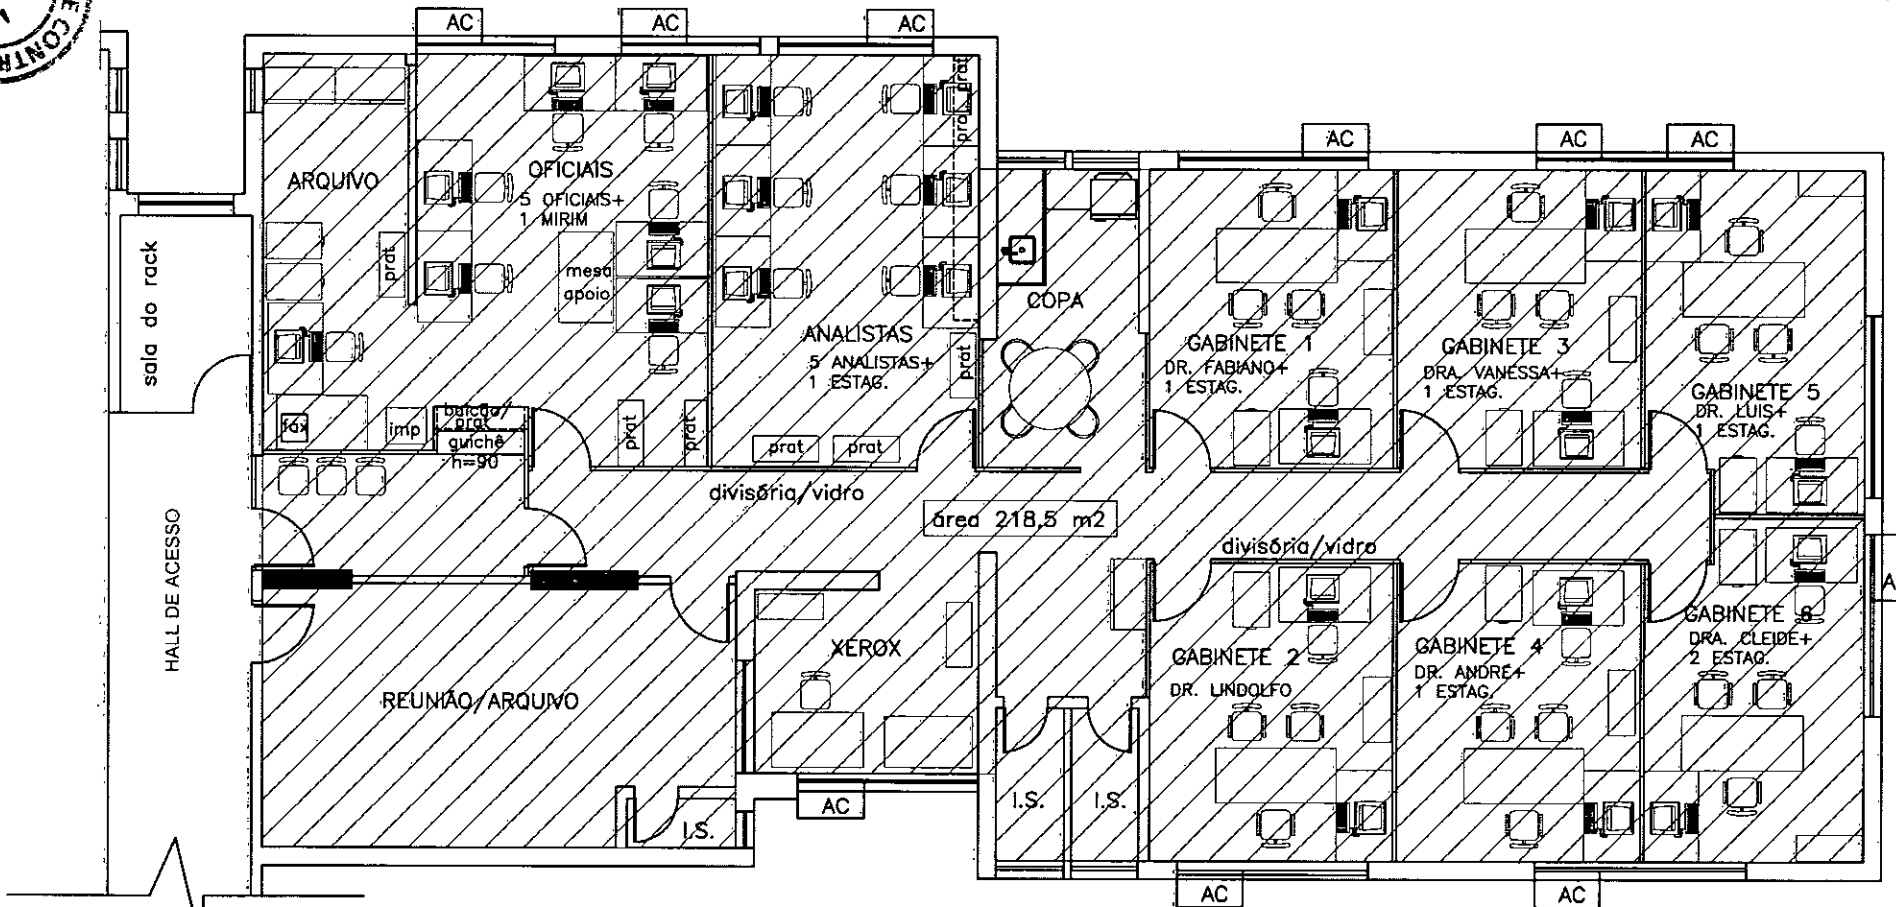 E CONTR
AC
AC
AC
AC
AC
AC
ARQUIVO
OFICIAIS
5 OFICIAIS+
1 MIRIM
prat
mesa
apoio
prat
prat
ANALISTAS
5 ANALISTAS+
1 ESTAG.
prat
COPA
GABINETE 1
DR. FABIANO+
1 ESTAG.
GABINETE 3
DRA. VANESSA+
1 ESTAG.
GABINETE 5
DR. LUIS+
1 ESTAG.
sala do rack
fax
imp
balcão/
prat
guichê
h=90
prat
prat
prat
prat
divisória/vidro
área 218,5 m2
divisória/vidro
HALL DE ACESSO
REUNIÃO/ARQUIVO
XEROX
GABINETE 2
DR. LINDOLFO
GABINETE 4
DR. ANDRÉ+
1 ESTAG.
GABINETE 6
DRA. CLEIDE+
2 ESTAG.
I.S.
I.S.
I.S.
AC
AC
AC